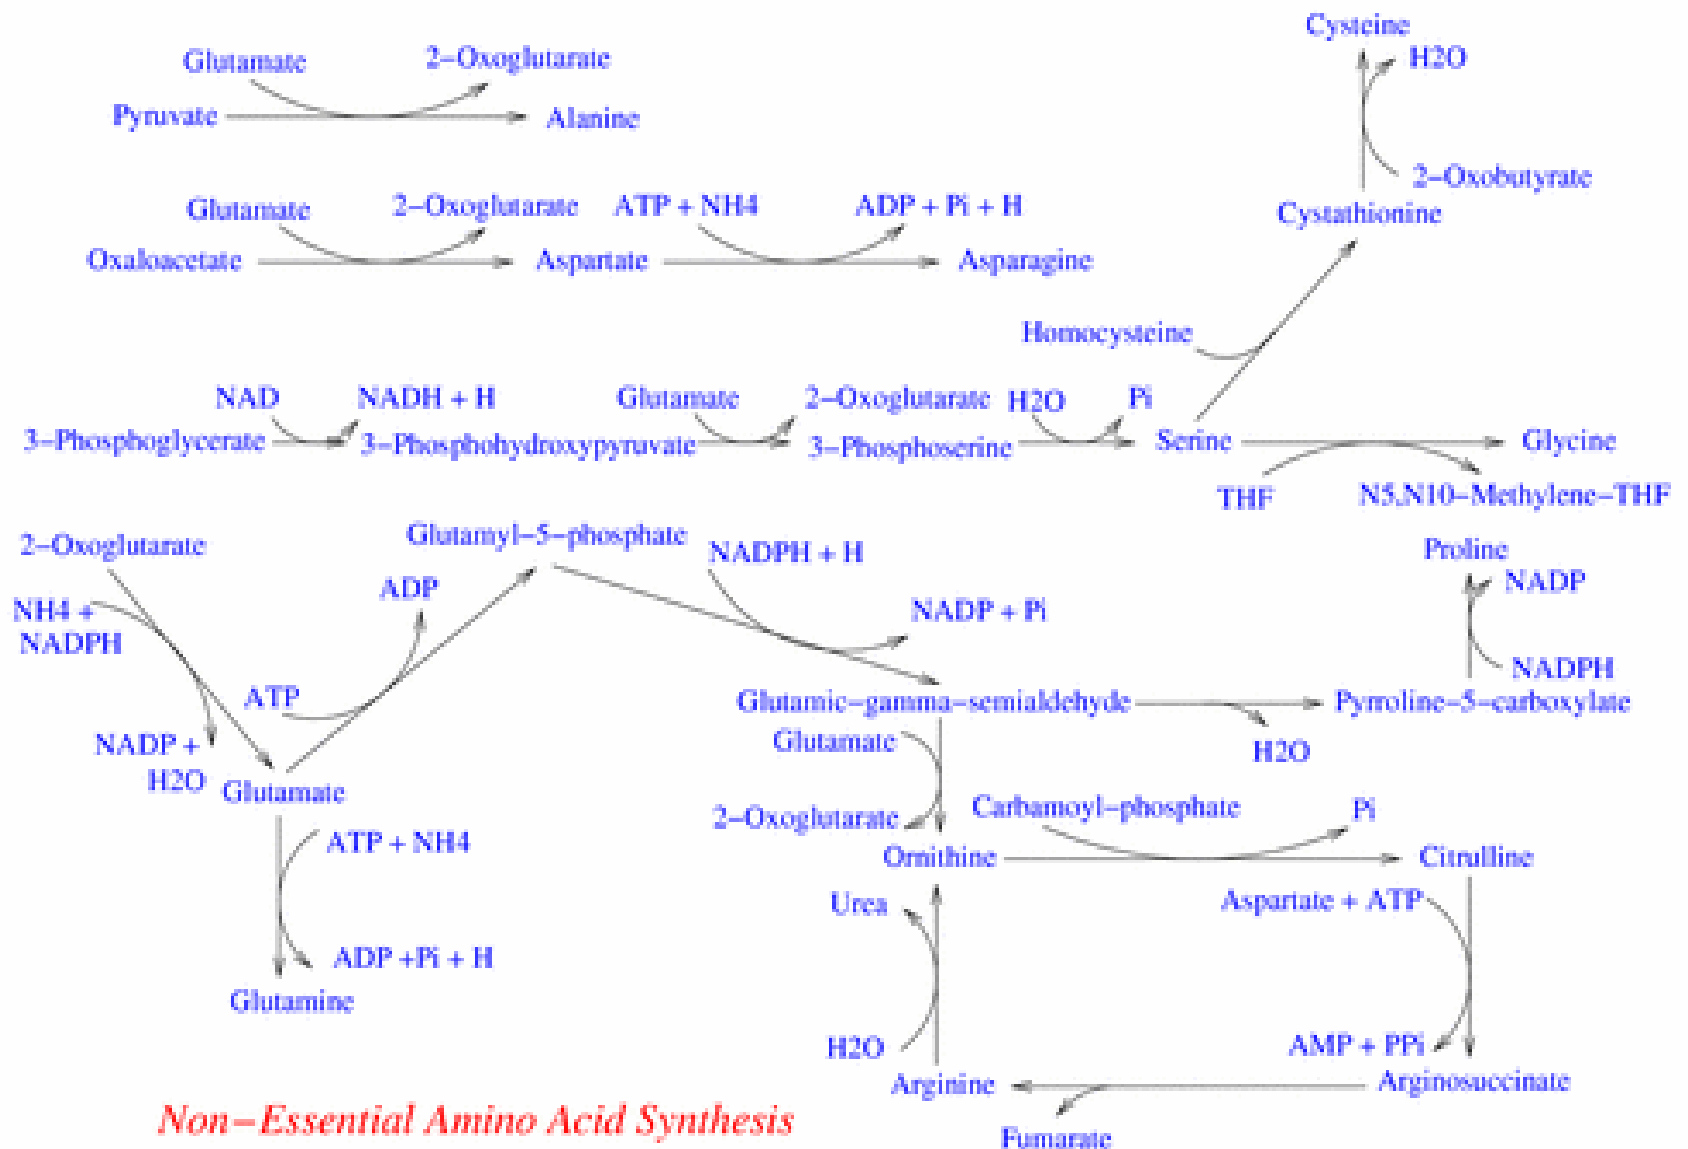 Cysteine
Glutamate 2-Oxoglutarate H2O
Pyruvate Alanine
2-Oxobutyrate
Glutamate 2-Oxoglutarate ATP + NH4 ADP + Pi + H Cystathionine
Oxaloacetate Aspartate Asparagine
Homocysteine
NAD NADH + H Glutamate 2-Oxoglutarate H2O Pi
3-Phosphoglycerate 3-Phosphohydroxypyruvate 3-Phosphoserine Serine Glycine
THF N5,N10-Methylene-THF
2-Oxoglutarate Glutamyl-5-phosphate NADPH + H Proline
ADP NADP
NH4 + NADP + Pi
NADPH
NADPH
ATP Glutamic-gamma-semialdehyde Pyrroline-5-carboxylate
NADP + Glutamate H2O
H2O Glutamate
2-Oxoglutarate Carbamoyl-phosphate Pi
ATP + NH4 Ornithine Citrulline
Urea Aspartate + ATP
ADP +Pi + H
Glutamine
H2O AMP + PPi
Arginine Arginosuccinate
Non-Essential Amino Acid Synthesis
Fumarate